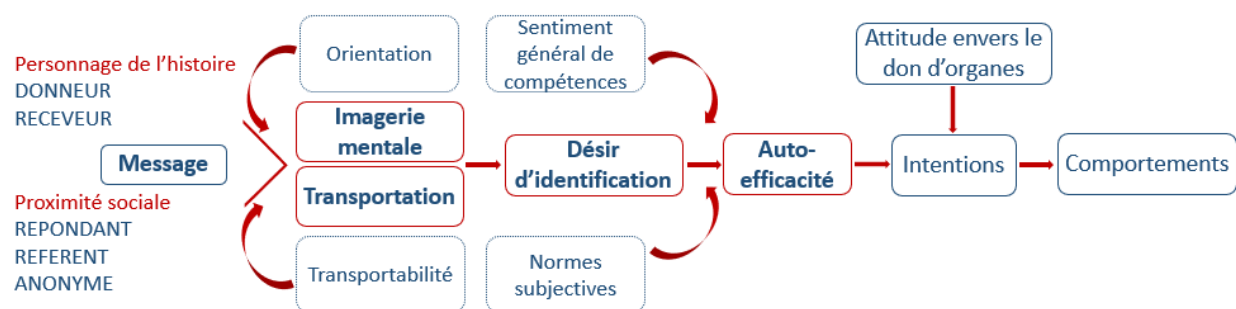 Personnage de l’histoire
DONNEUR
RECEVEUR
Message
Proximité sociale
REPONDANT
REFERENT
ANONYME
Orientation
Imagerie
mentale
Transportation
Transportabilité
Sentiment
général de
compétences
Désir
d’identification
Normes
subjectives
Auto-
efficacité
Attitude envers le
don d’organes
Intentions
Comportements